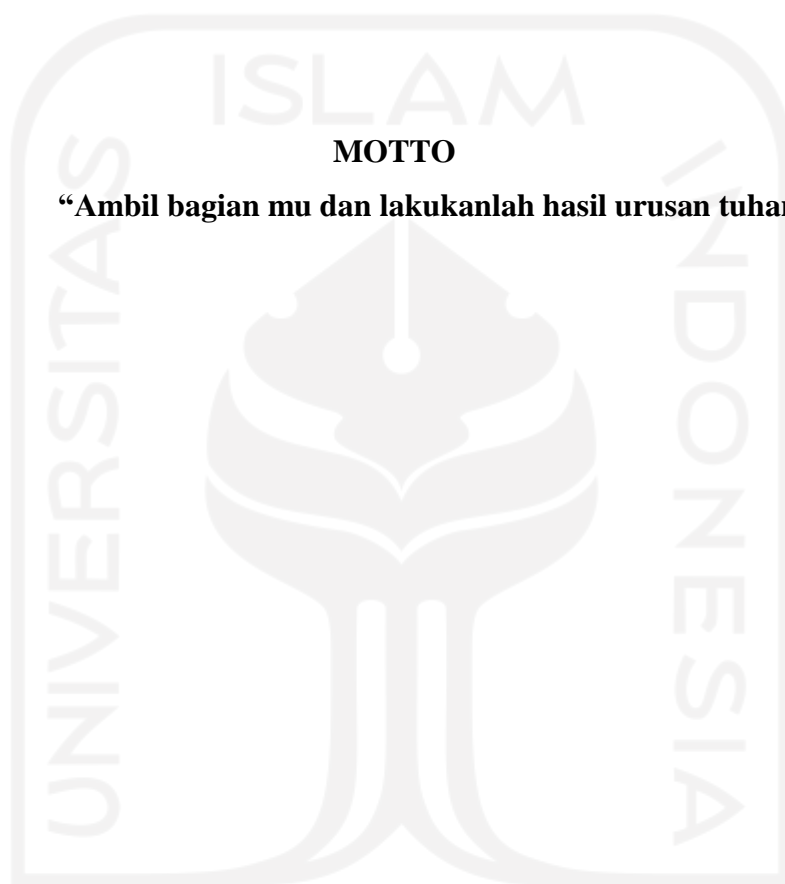 MOTTO
“Ambil bagian mu dan lakukanlah hasil urusan
UNIVERSITAS
ISLAM
INDONESIA